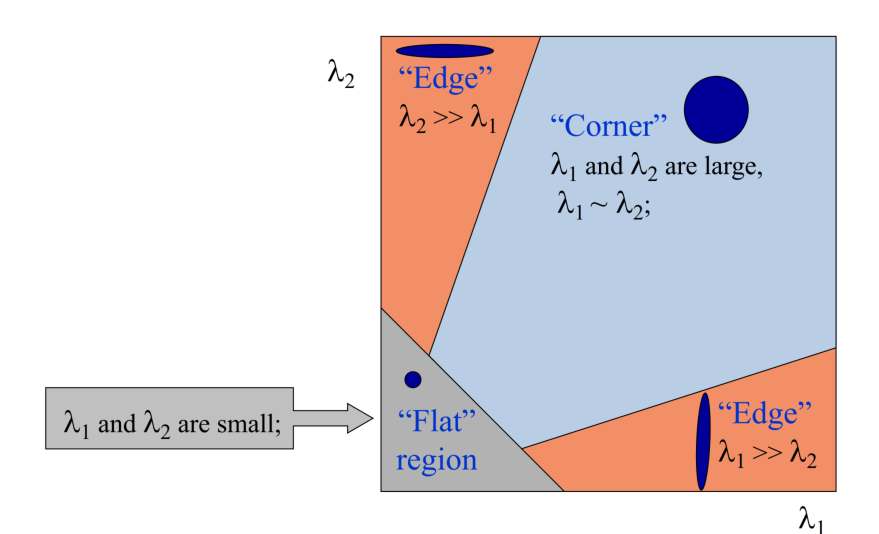 λ2
“Edge”
λ2 >> λ1
“Corner”
λ1 and λ2 are large,
λ1 ~ λ2;
λ1 and λ2 are small;
“Flat”
region
“Edge”
λ1 >> λ2
λ1